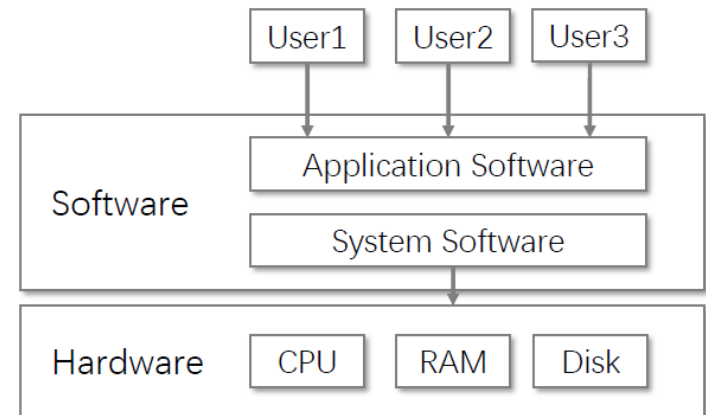 User1 User2 User3
Application Software
Software
System Software
Hardware CPU RAM Disk